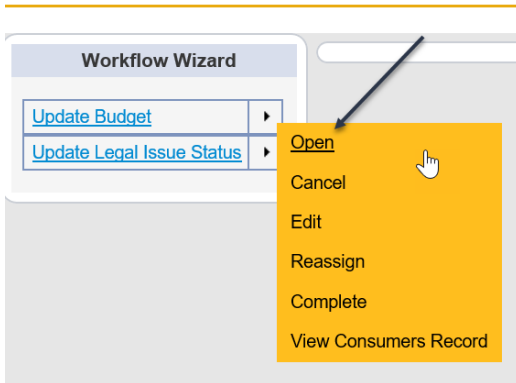 Workflow Wizard
Update Budget
Open
Update Legal Issue Status
Cancel
Edit
Reassign
Complete
View Consumers Record